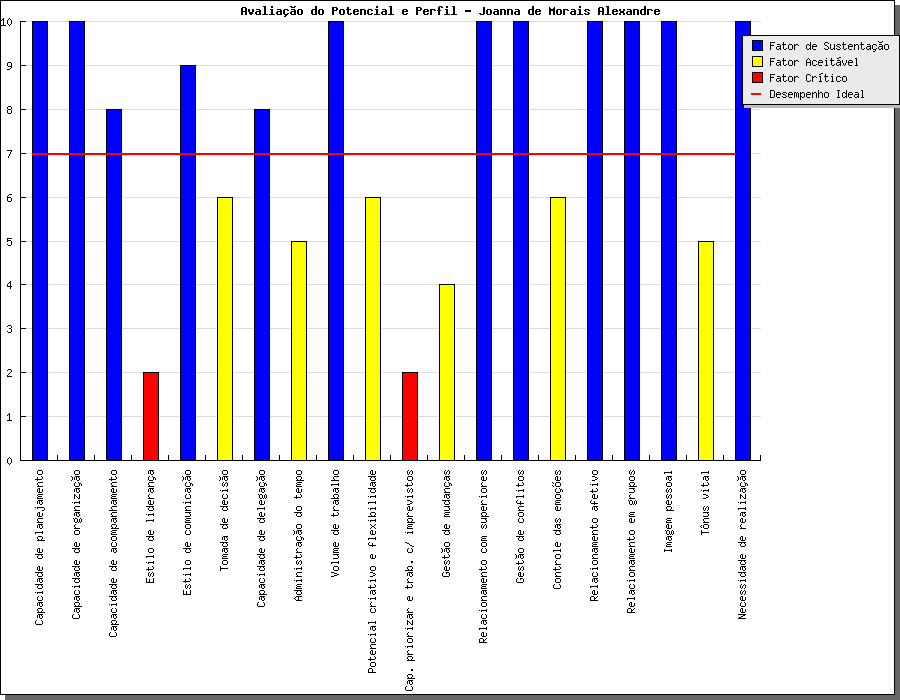 Avaliação do Potencial e Perfil - Joanna de Morais Alexandre
10
9
8
7
6
5
4
3
2
1
0
Fator de Sustentação
Fator Aceitável
Fator Crítico
Desempenho Ideal
Capacidade de planejamento
Capacidade de organização
Capacidade de acompanhamento
Estilo de liderança
Estilo de comunicação
Tomada de decisão
Capacidade de delegação
Administração do tempo
Volume de trabalho
Potencial criativo e flexibilidade
Cap. priorizar e trab. c/ imprevistos
Gestão de mudanças
Relacionamento com superiores
Gestão de conflitos
Controle das emoções
Relacionamento afetivo
Relacionamento em grupos
Imagem pessoal
Tônus vital
Necessidade de realização